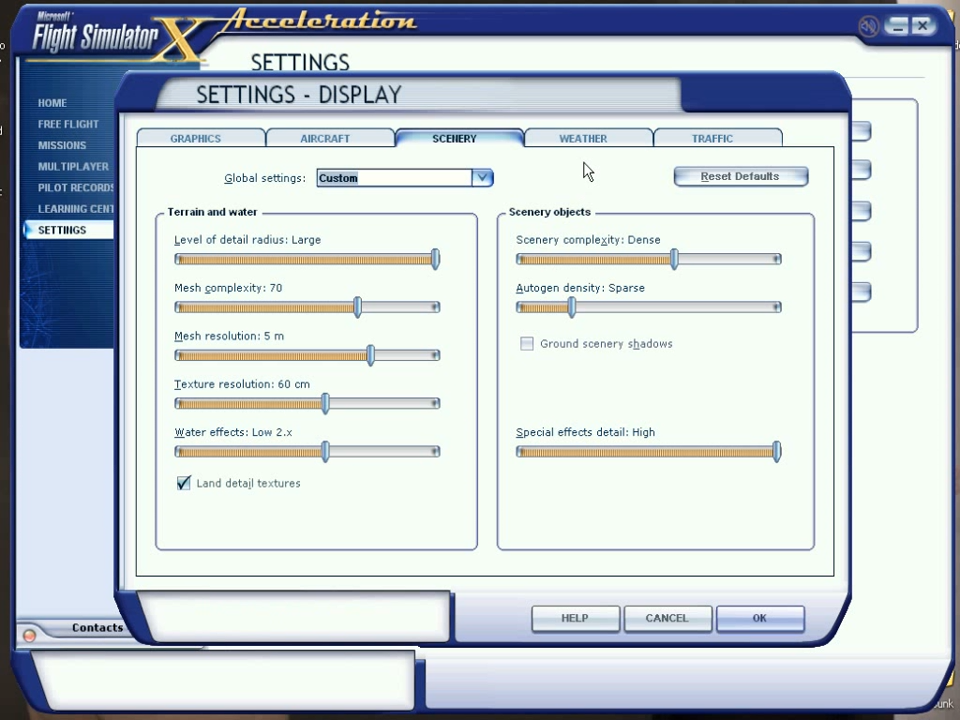 Microsoft
Flight Simulator X
Acceleration
SETTINGS
SETTINGS - DISPLAY
HOME
FREE FLIGHT
MISSIONS
MULTIPLAYER
PILOT RECORDS
LEARNING CENT
SETTINGS
GRAPHICS
AIRCRAFT
SCENERY
WEATHER
TRAFFIC
Global settings:
Custom
Reset Defaults
Terrain and water
Level of detail radius: Large
Mesh complexity: 70
Mesh resolution: 5 m
Texture resolution: 60 cm
Water effects: Low 2.x
Land detail textures
Scenery objects
Scenery complexity: Dense
Autogen density: Sparse
Ground scenery shadows
Special effects detail: High
HELP
CANCEL
OK
Contacts